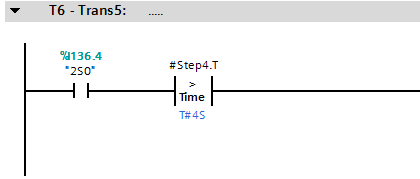 T6 - Trans5: .....
%I136.4
"2S0"
#Step4.T
>
Time
T#4S